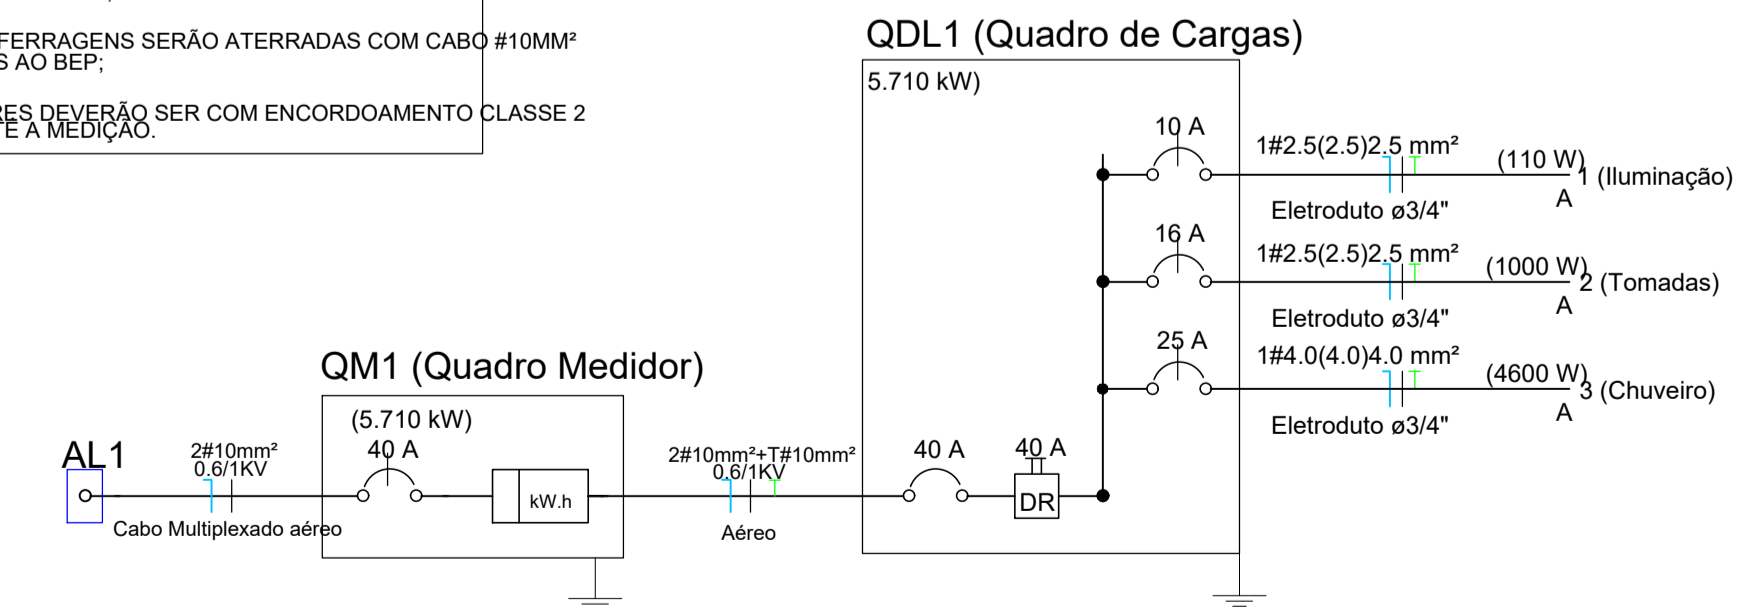 FERRAGENS SERÃO ATERRADAS COM CABO #10MM²
S AO BEP;
RES DEVERÃO SER COM ENCORDOAMENTO CLASSE 2
TÉ A MEDIÇÃO.
QDL1 (Quadro de Cargas)
5.710 kW)
10 A
1#2.5(2.5)2.5 mm²
(110 W)
1 (Iluminação)
A
Eletroduto ø3/4"
16 A
1#2.5(2.5)2.5 mm²
(1000 W)
2 (Tomadas)
A
Eletroduto ø3/4"
25 A
1#4.0(4.0)4.0 mm²
(4600 W)
3 (Chuveiro)
A
Eletroduto ø3/4"
QM1 (Quadro Medidor)
(5.710 kW)
40 A
kW.h
AL1
2#10mm²
0.6/1KV
Cabo Multiplexado aéreo
2#10mm²+T#10mm²
0.6/1KV
Aéreo
40 A
40 A
DR